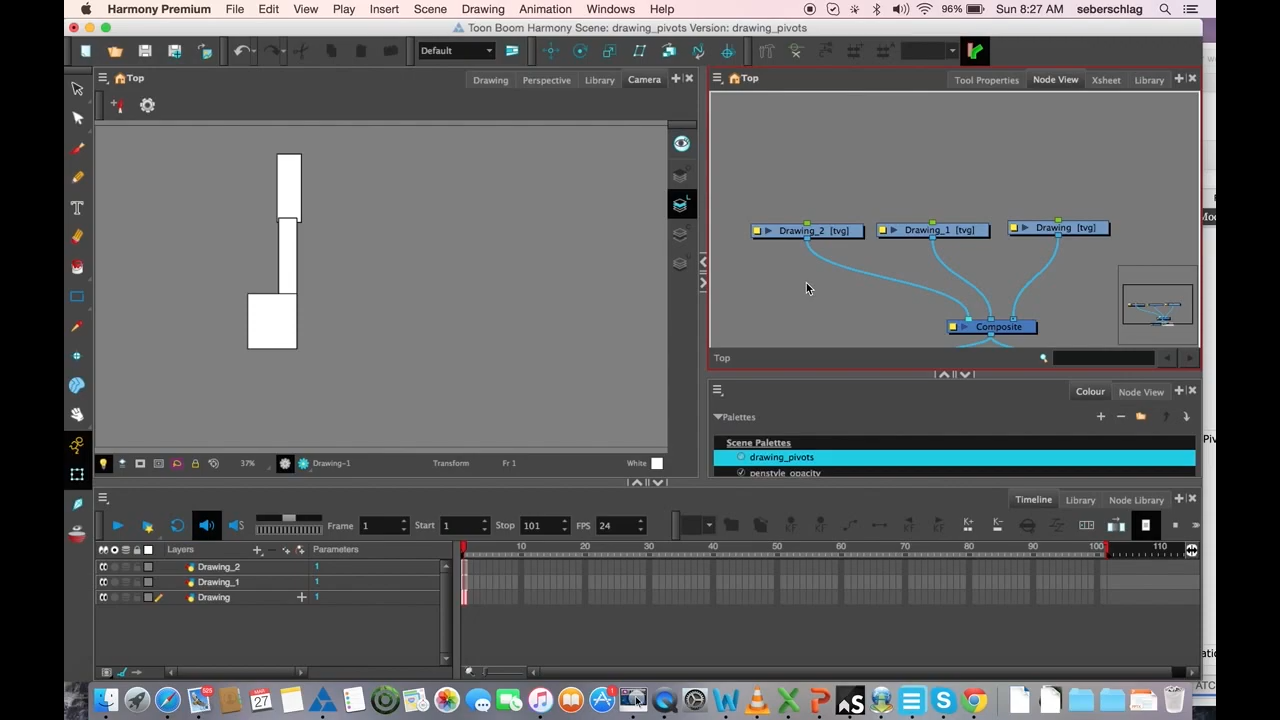 Harmony Premium File Edit View Play Insert Scene Drawing Animation Windows Help 96% Sun 8:27 AM seberschlag
Toon Boom Harmony Scene: drawing_pivots Version: drawing_pivots
Default
Top Drawing Perspective Library Camera
Top Tool Properties Node View Xsheet Library
Drawing_2 [tvg] Drawing_1 [tvg] Drawing [tvg]
Composite
Top
Colour Node View
Palettes
Scene Palettes
drawing_pivots
penstyle_opacity
37% Drawing-1 Transform Fr 1 White
Timeline Library Node Library
Frame 1 Start 1 Stop 101 FPS 24
Layers Parameters 10 20 30 40 50 60 70 80 90 100 110
Drawing_2 1
Drawing_1 1
Drawing 1